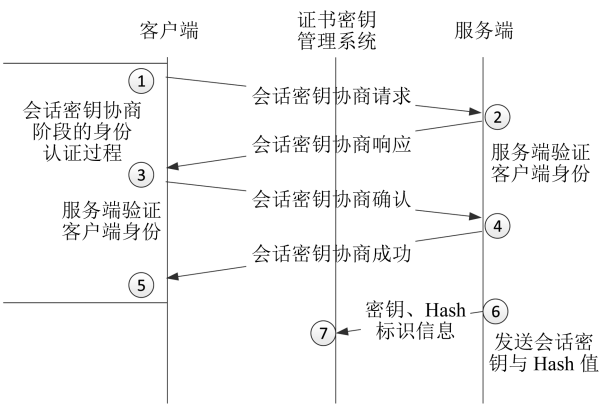 客户端
证书密钥
管理系统
服务端
1
会话密钥协商请求
2
会话密钥协商
阶段的身份
认证过程
会话密钥协商响应
服务端验证
客户端身份
3
会话密钥协商确认
服务端验证
客户端身份
4
会话密钥协商成功
5
密钥、Hash
标识信息
6
7
发送会话密
钥与 Hash 值